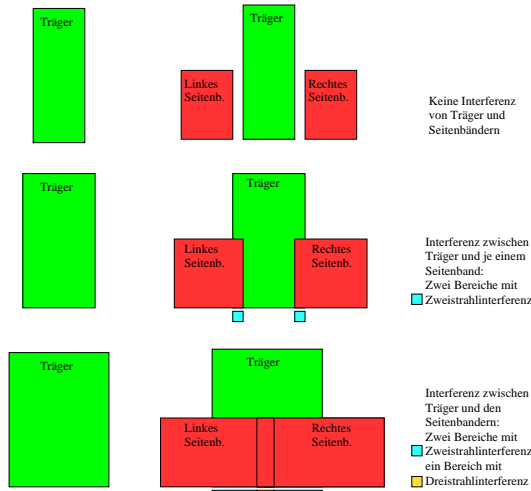 Träger
Träger
Linkes
Seitenb.
Rechtes
Seitenb.
Keine Interferenz
von Träger und
Seitenbändern
Träger
Träger
Linkes
Seitenb.
Rechtes
Seitenb.
Interferenz zwischen
Träger und je einem
Seitenband:
Zwei Bereiche mit
Zweistrahlinterferenz
Träger
Träger
Linkes
Seitenb.
Rechtes
Seitenb.
Interferenz zwischen
Träger und den
Seitenbandern:
Zwei Bereiche mit
Zweistrahlinterferenz
ein Bereich mit
Dreistrahlinterferenz